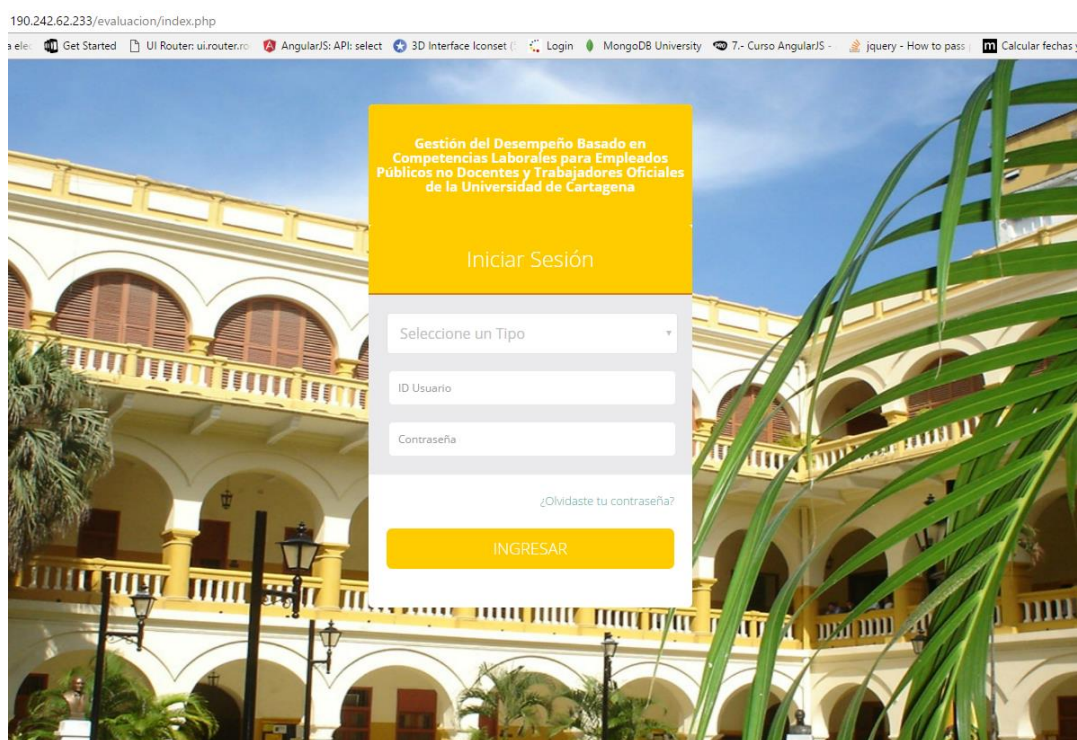 190.242.62.233/evaluacion/index.php
Get Started UI Router: ui.router.ro AngularJS: API: select 3D Interface Iconset ( Login MongoDB University 7.- Curso AngularJS - jquery - How to pass Calcular fechas y
Gestión del Desempeño Basado en
Competencias Laborales para Empleados
Públicos no Docentes y Trabajadores Oficiales
de la Universidad de Cartagena
Iniciar Sesión
Seleccione un Tipo
ID Usuario
Contraseña
¿Olvidaste tu contraseña?
INGRESAR